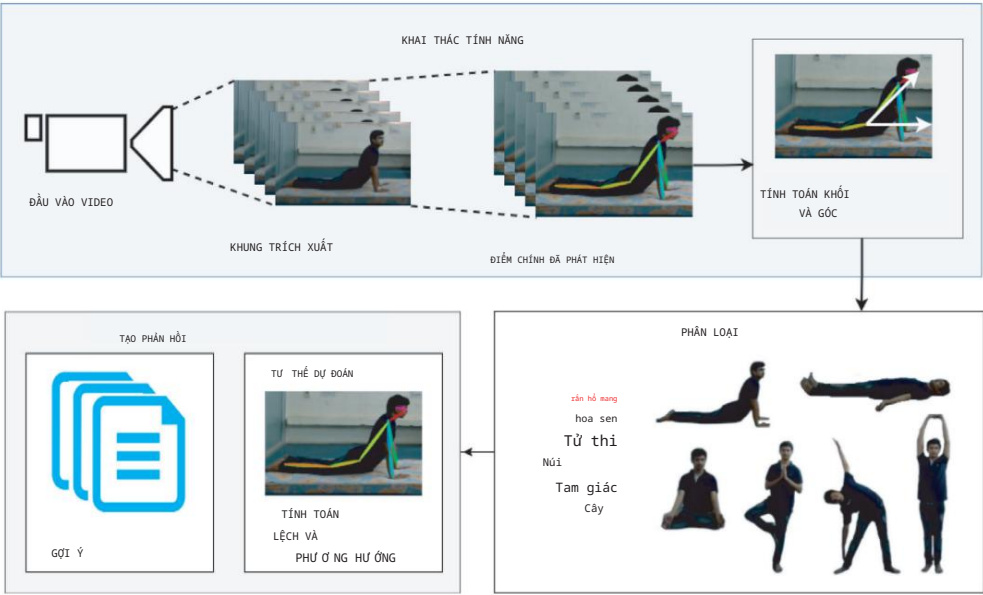 KHAI THÁC TÍNH NĂNG
ĐẦU VÀO VIDEO
KHUNG TRÍCH XUẤT
ĐIỂM CHÍNH ĐÃ PHÁT HIỆN
TÍNH TOÁN KHỐI
VÀ GÓC
TẠO PHẢN HỒI
GỢI Ý
TƯ THẾ DỰ ĐOÁN
TÍNH TOÁN
LỆCH VÀ
PHƯƠNG HƯỚNG
PHÂN LOẠI
rắn hổ mang
hoa sen
Tử thi
Núi
Tam giác
Cây